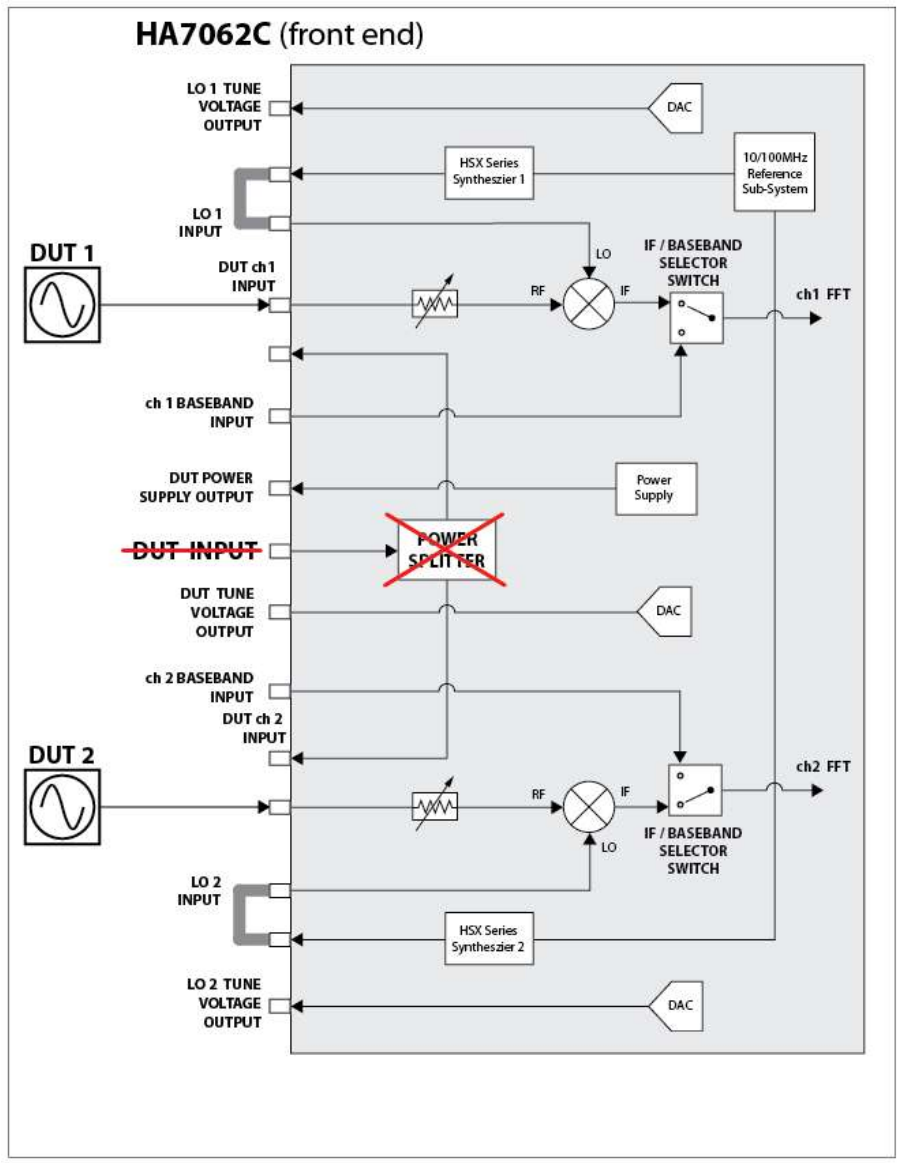 HA7062C (front end)
LO 1 TUNE
VOLTAGE
OUTPUT
DAC
HSX Series
Syntheszier 1
10/100MHz
Reference
Sub-System
LO 1
INPUT
DUT 1
DUT ch1
INPUT
LO
RF
IF
IF / BASEBAND
SELECTOR
SWITCH
ch1 FFT
ch 1 BASEBAND
INPUT
DUT POWER
SUPPLY OUTPUT
Power
Supply
DUT INPUT
POWER
SPLITTER
DUT TUNE
VOLTAGE
OUTPUT
DAC
ch 2 BASEBAND
INPUT
DUT ch 2
INPUT
DUT 2
RF
IF
LO
ch2 FFT
IF / BASEBAND
SELECTOR
SWITCH
LO 2
INPUT
HSX Series
Syntheszier 2
LO 2 TUNE
VOLTAGE
OUTPUT
DAC